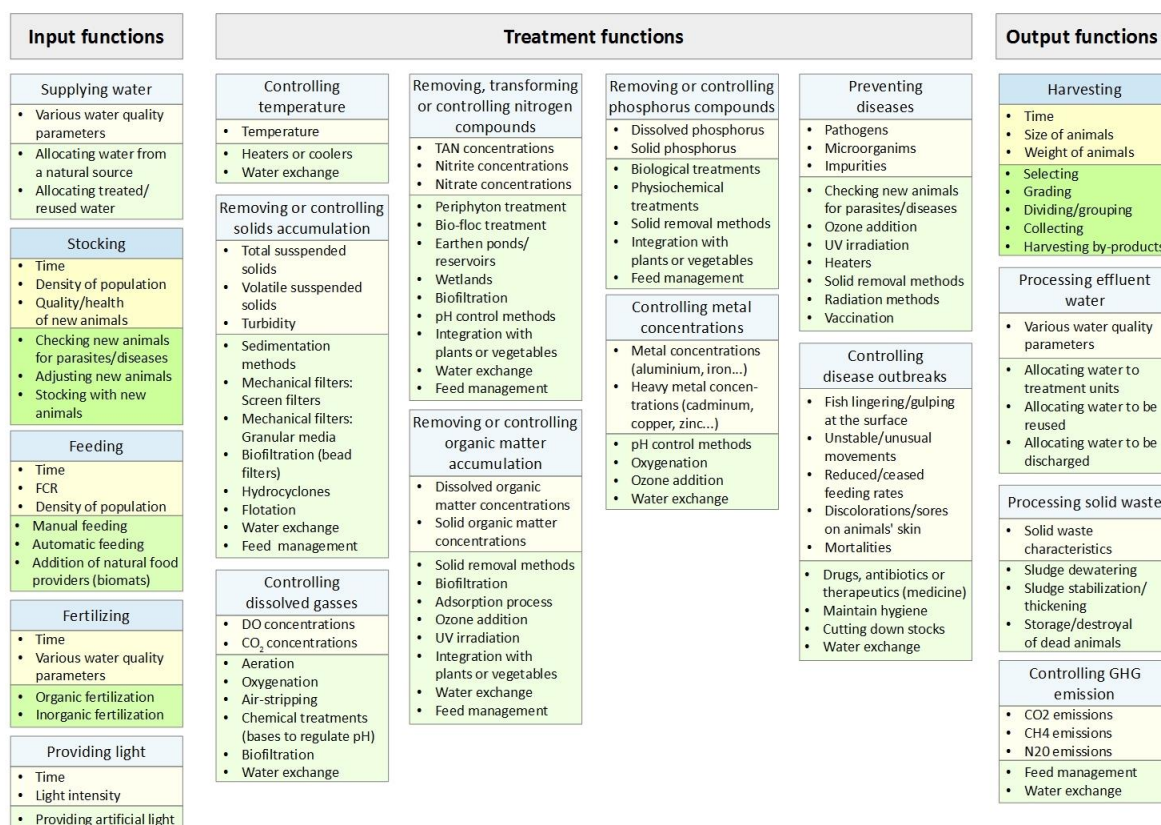 Input functions
Supplying water
• Various water quality
parameters
• Allocating water from
a natural source
• Allocating treated/
reused water
Stocking
• Time
• Density of population
• Quality/health
of new animals
• Checking new animals
for parasites/diseases
• Adjusting new animals
• Stocking with new
animals
Feeding
• Time
• FCR
• Density of population
• Manual feeding
• Automatic feeding
• Addition of natural food
providers (biomats)
Fertilizing
• Time
• Various water quality
parameters
• Organic fertilization
• Inorganic fertilization
Providing light
• Time
• Light intensity
• Providing artificial light
Treatment functions
Controlling
temperature
• Temperature
• Heaters or coolers
• Water exchange
Removing or controlling
solids accumulation
• Total suspended
solids
• Volatile suspended
solids
• Turbidity
• Sedimentation
methods
• Mechanical filters:
Screen filters
• Mechanical filters:
Granular media
• Biofiltration (bead
filters)
• Hydrocyclones
• Flotation
• Water exchange
• Feed management
Controlling
dissolved gasses
• DO concentrations
• CO2 concentrations
• Aeration
• Oxygenation
• Air-stripping
• Chemical treatments
(bases to regulate pH)
• Biofiltration
• Water exchange
Removing, transforming
or controlling nitrogen
compounds
• TAN concentrations
• Nitrite concentrations
• Nitrate concentrations
• Periphyton treatment
• Bio-floc treatment
• Earthen ponds/
reservoirs
• Wetlands
• Biofiltration
• pH control methods
• Integration with
plants or vegetables
• Water exchange
• Feed management
Removing or controlling
organic matter
accumulation
• Dissolved organic
matter concentrations
• Solid organic matter
concentrations
• Solid removal methods
• Biofiltration
• Adsorption process
• Ozone addition
• UV irradiation
• Integration with
plants or vegetables
• Water exchange
• Feed management
Removing or controlling
phosphorus compounds
• Dissolved phosphorus
• Solid phosphorus
• Biological treatments
• Physiochemical
treatments
• Solid removal methods
• Integration with
plants or vegetables
• Feed management
Controlling metal
concentrations
• Metal concentrations
(aluminium, iron...)
• Heavy metal concen-
trations (cadminum,
copper, zinc...)
• pH control methods
• Oxygenation
• Ozone addition
• Water exchange
Preventing
diseases
• Pathogens
• Microorganims
• Impurities
• Checking new animals
for parasites/diseases
• Ozone addition
• UV irradiation
• Heaters
• Solid removal methods
• Radiation methods
• Vaccination
Controlling
disease outbreaks
• Fish lingering/gulping
at the surface
• Unstable/unusual
movements
• Reduced/ceased
feeding rates
• Discolorations/sores
on animals' skin
• Mortalities
• Drugs, antibiotics or
therapeutics (medicine)
• Maintain hygiene
• Cutting down stocks
• Water exchange
Output functions
Harvesting
• Time
• Size of animals
• Weight of animals
• Selecting
• Grading
• Dividing/grouping
• Collecting
• Harvesting by-products
Processing effluent
water
• Various water quality
parameters
• Allocating water to
treatment units
• Allocating water to be
reused
• Allocating water to be
discharged
Processing solid waste
• Solid waste
characteristics
• Sludge dewatering
• Sludge stabilization/
thickening
• Storage/destroyal
of dead animals
Controlling GHG
emission
• CO2 emissions
• CH4 emissions
• N20 emissions
• Feed management
• Water exchange